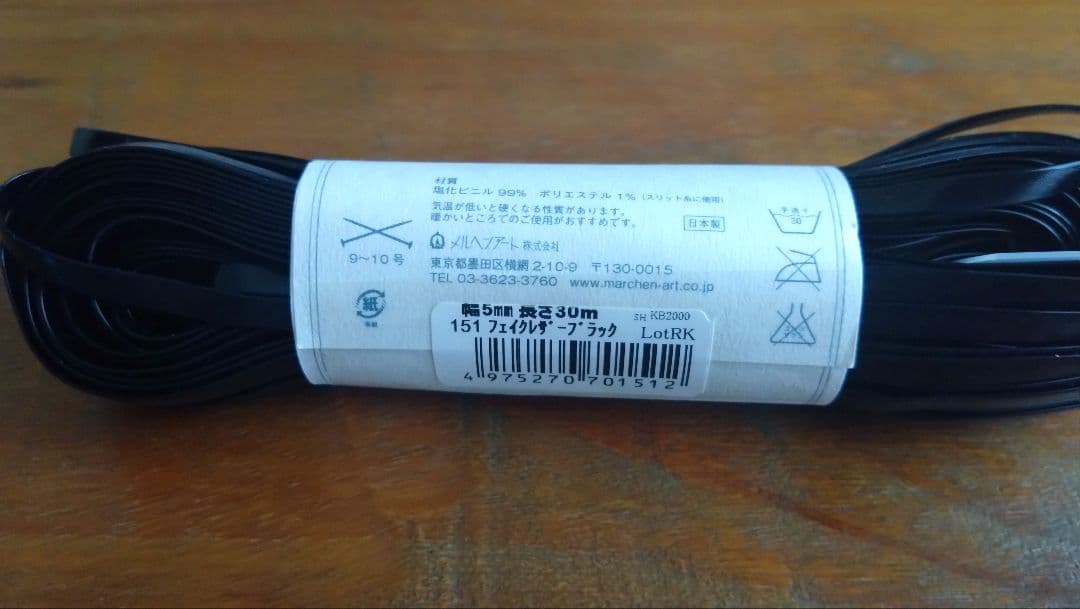 材質
塩化ビニル 99% ポリエステル 1% (スリット糸に使用)
気温が低いと硬くなる性質があります。
暖かいところでのご使用がおすすめです。
日本製
メルヘンアート株式会社
東京都墨田区横網 2-10-9 〒130-0015
TEL 03-3623-3760 www.marchen-art.co.jp
9〜10号
紙
手洗イ
30
幅5mm 長さ30m
SH KB2000
151 フェイクレザーブラック LotRK
4 975270 701512